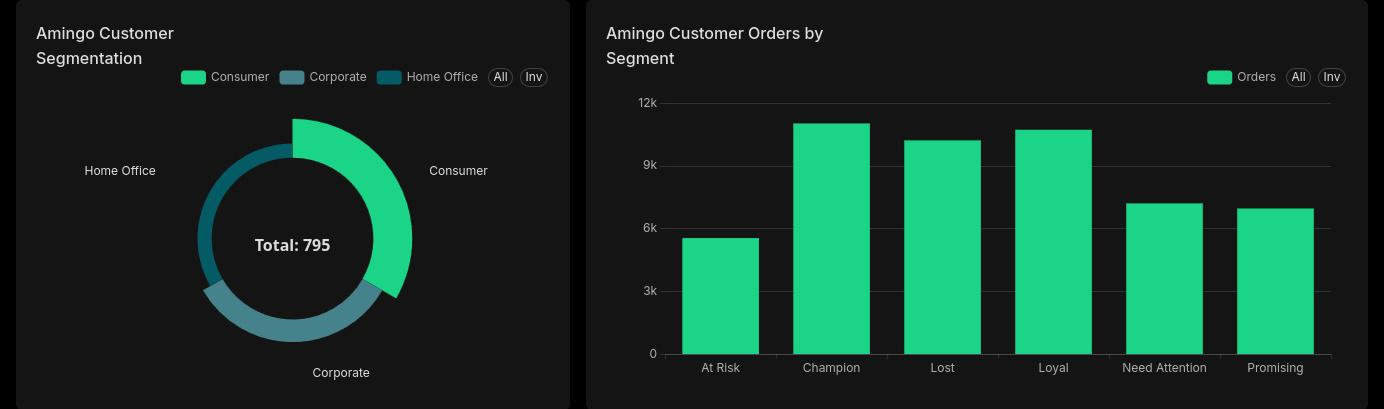 Amingo Customer
Segmentation
Consumer Corporate Home Office All Inv
Home Office
Consumer
Total: 795
Corporate
Amingo Customer Orders by
Segment
Orders All Inv
12k
9k
6k
3k
0
At Risk Champion Lost Loyal Need Attention Promising